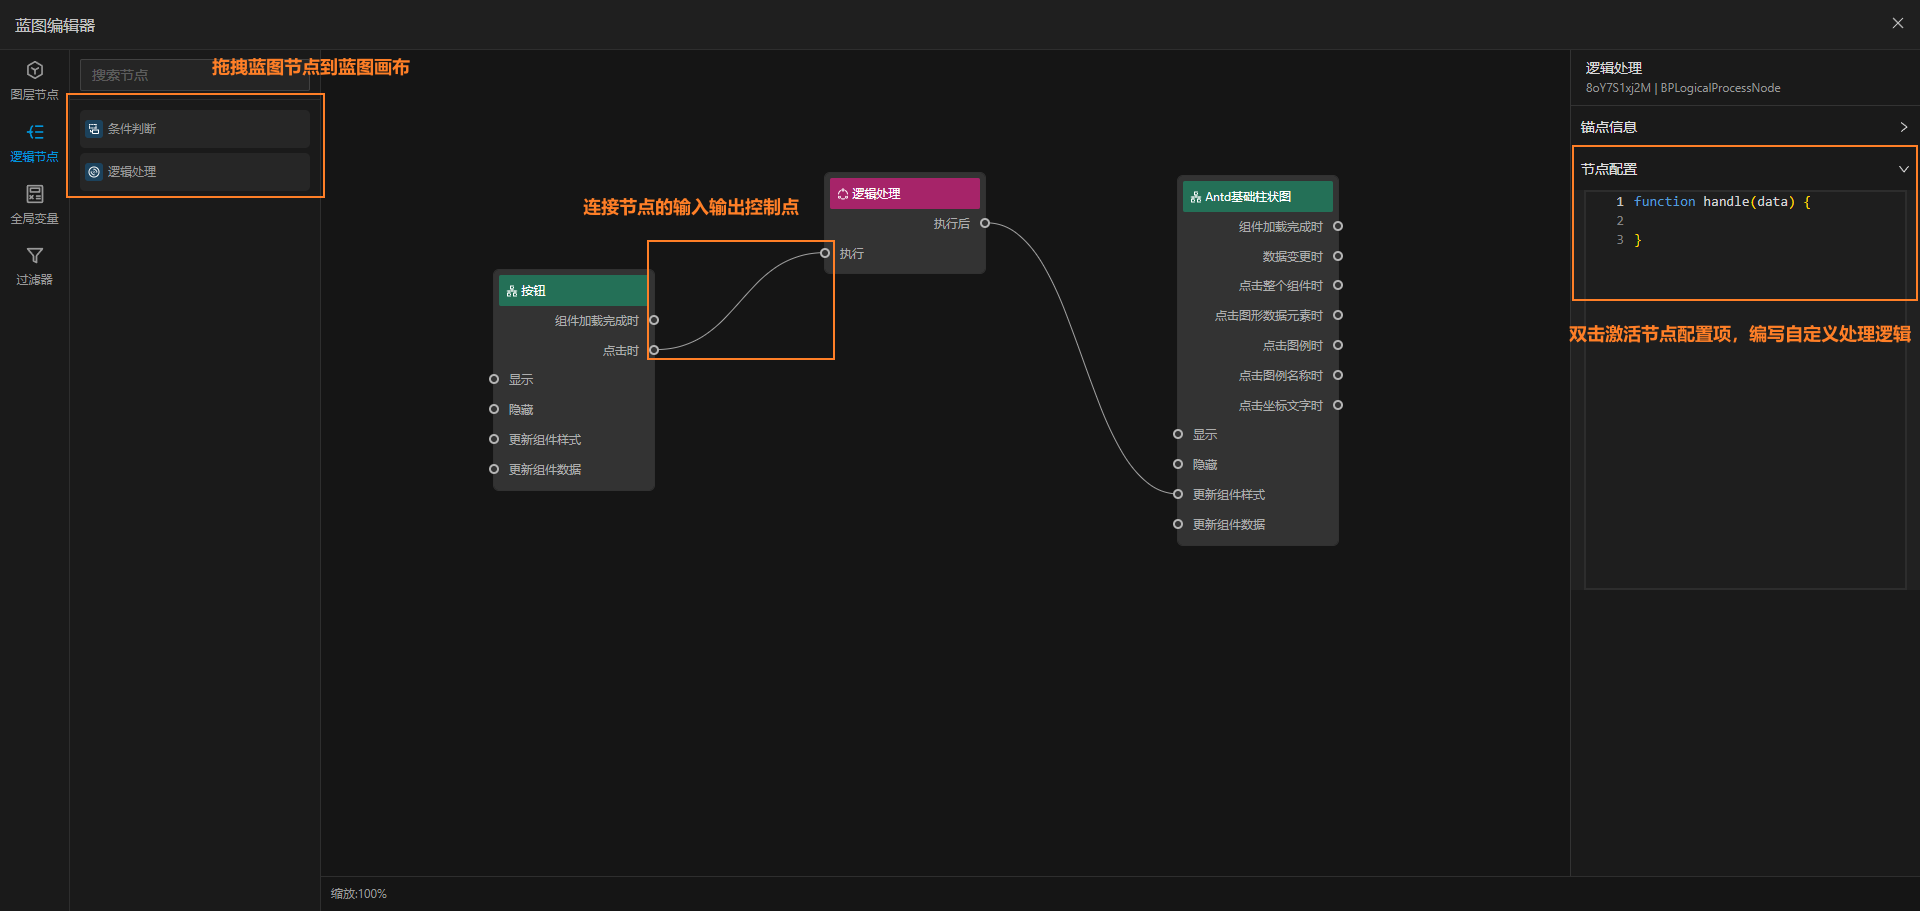 蓝图编辑器
图层节点
逻辑节点
全局变量
过滤器
搜索节点
拖拽蓝图节点到蓝图画布
条件判断
逻辑处理
连接节点的输入输出控制点
按钮
组件加载完成时
点击时
显示
隐藏
更新组件样式
更新组件数据
逻辑处理
执行后
执行
Antd基础柱状图
组件加载完成时
数据变更时
点击整个组件时
点击图形数据元素时
点击图例时
点击图例名称时
点击坐标文字时
显示
隐藏
更新组件样式
更新组件数据
逻辑处理
8oY7S1xj2M | BPLogicalProcessNode
锚点信息
节点配置
1 function handle(data) {
2
3 }
双击激活节点配置项，编写自定义处理逻辑
缩放:100%